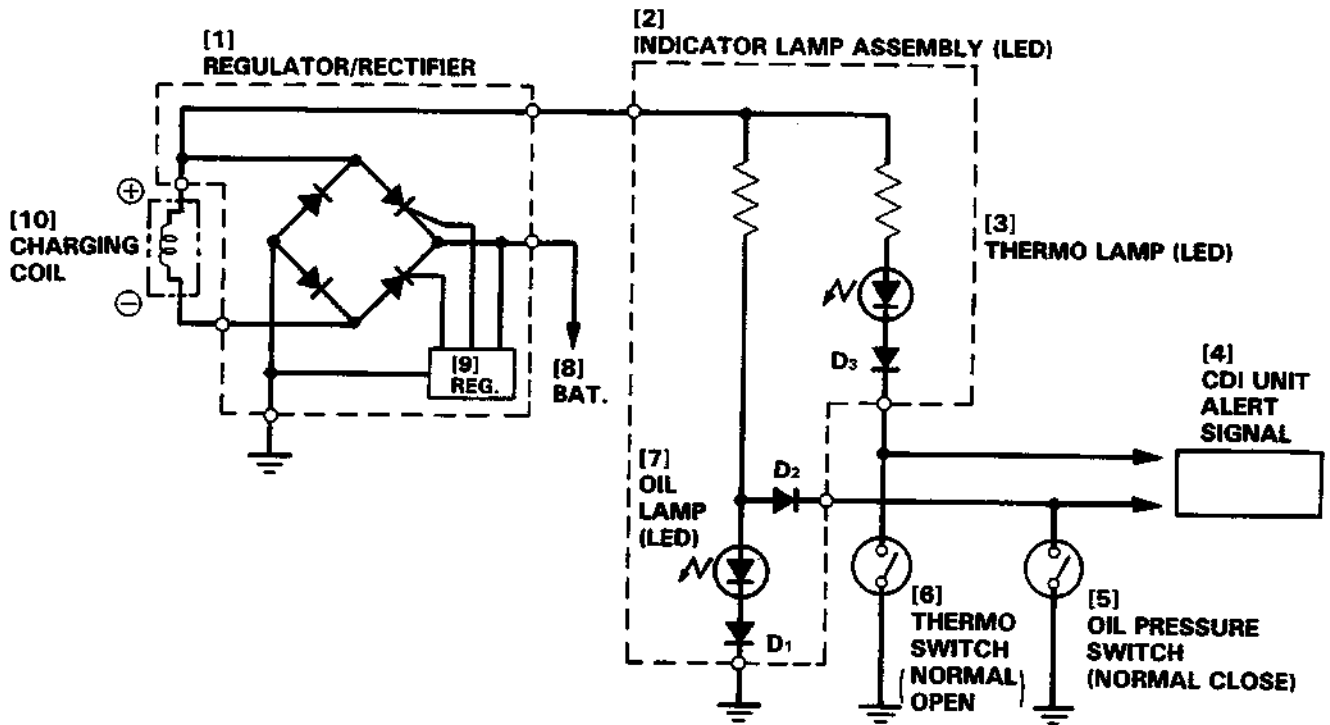 [1]
REGULATOR/RECTIFIER
[2]
INDICATOR LAMP ASSEMBLY (LED)
[10]
CHARGING
COIL
+
−
[9]
REG.
[8]
BAT.
[3]
THERMO LAMP (LED)
D₃
[4]
CDI UNIT
ALERT
SIGNAL
[7]
OIL
LAMP
(LED)
D₂
D₁
[6]
THERMO
SWITCH
(NORMAL
OPEN)
[5]
OIL PRESSURE
SWITCH
(NORMAL CLOSE)